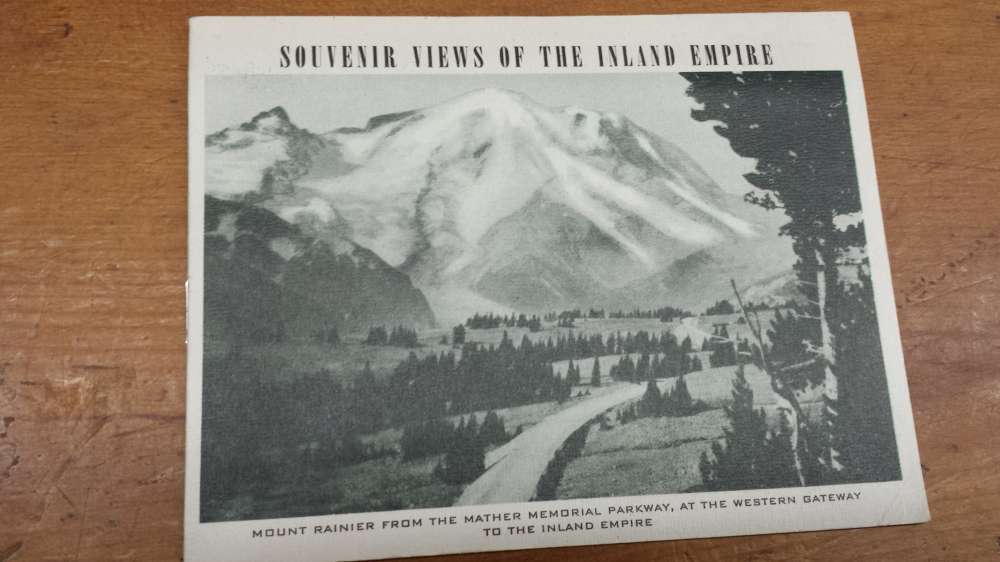 SOUVENIR VIEWS OF THE INLAND EMPIRE
MOUNT RAINIER FROM THE MATHER MEMORIAL PARKWAY, AT THE WESTERN GATEWAY
TO THE INLAND EMPIRE